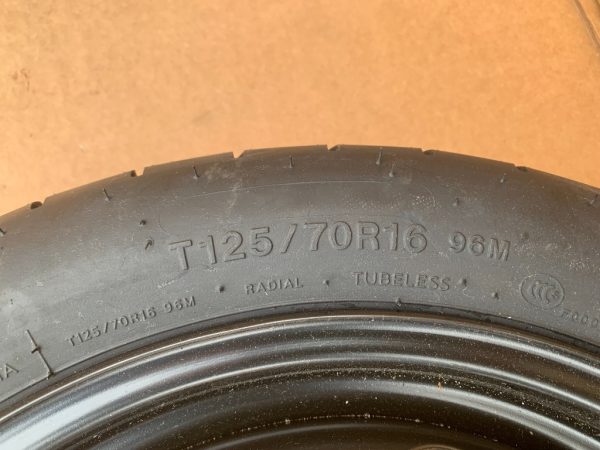 T125/70R16 96M
T125/70R16 96M · RADIAL · TUBELESS